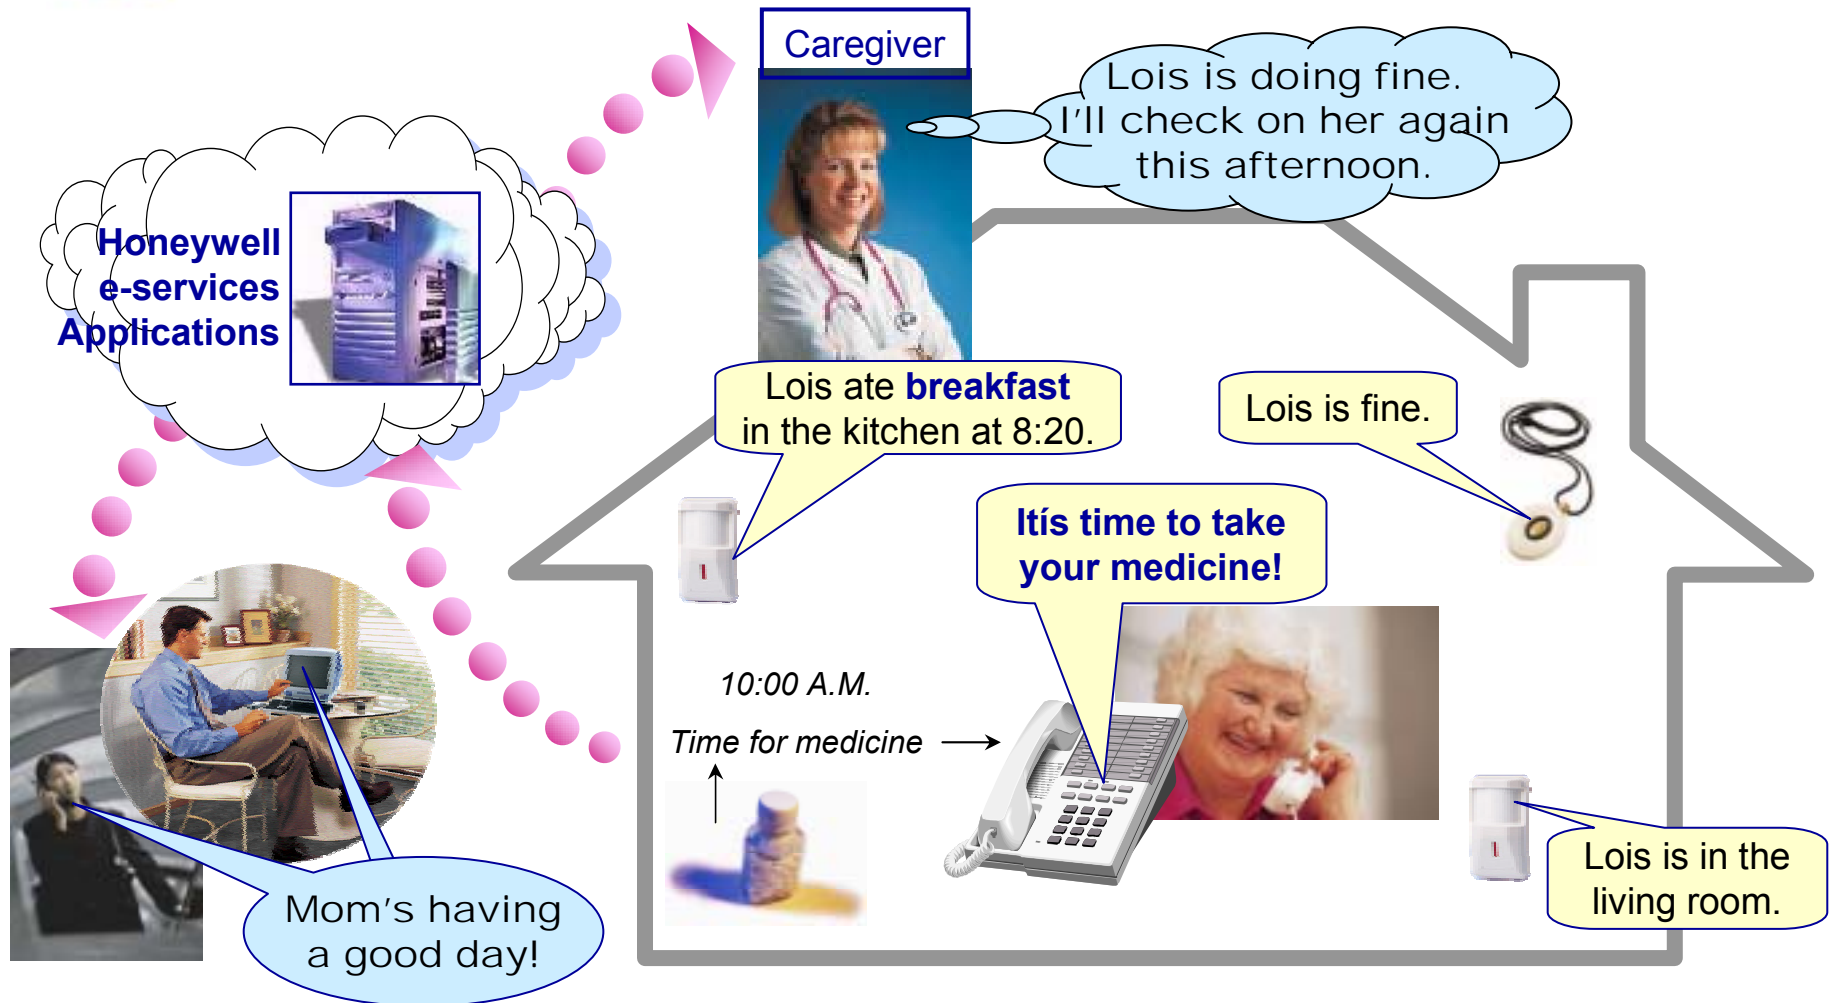 Caregiver
Lois is doing fine.
I'll check on her again
this afternoon.
Honeywell
e-services
Applications
Lois ate breakfast
in the kitchen at 8:20.
Lois is fine.
Itís time to take
your medicine!
10:00 A.M.
Time for medicine
Lois is in the
living room.
Mom's having
a good day!